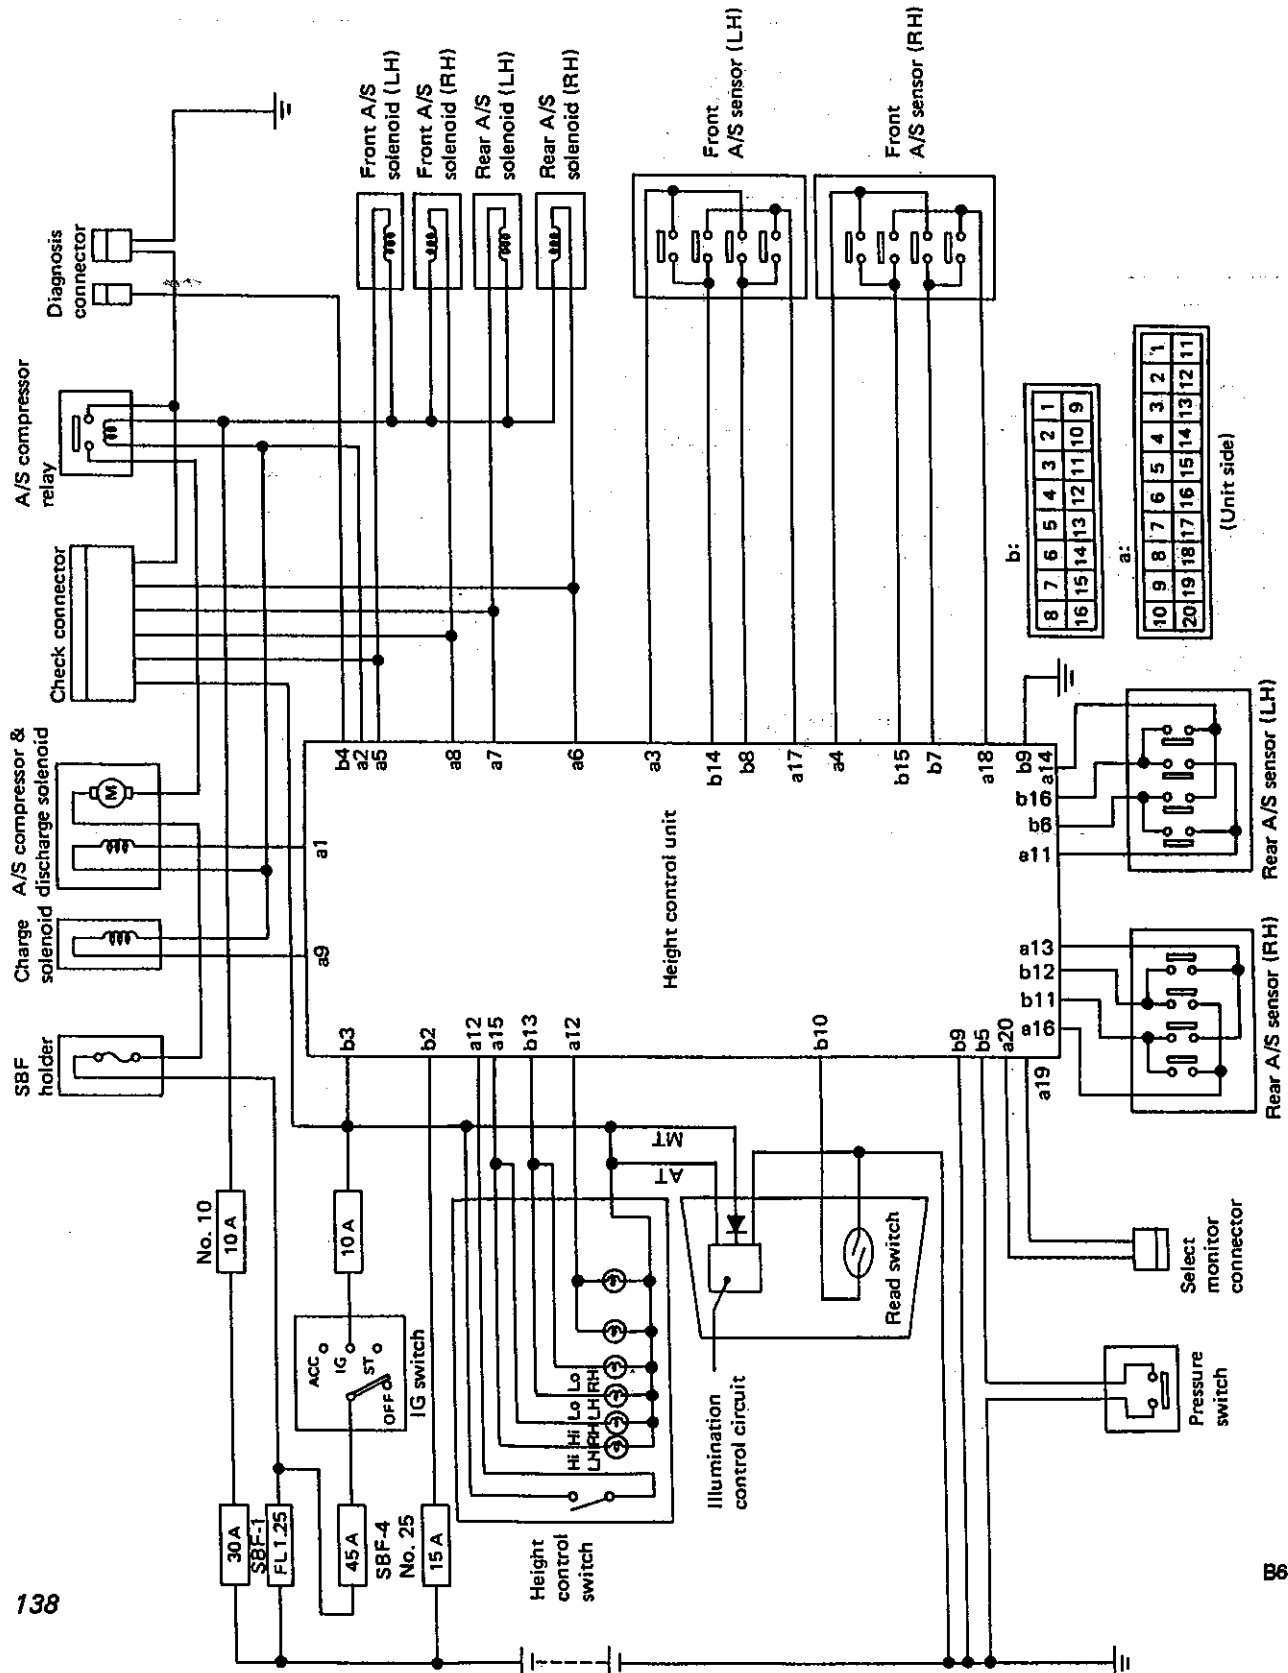 Diagnosis
connector
A/S compressor
relay
Check connector
A/S compressor &
discharge solenoid
Charge
solenoid
SBF
holder
M
Front A/S
solenoid (LH)
Front A/S
solenoid (RH)
Rear A/S
solenoid (LH)
Rear A/S
solenoid (RH)
Front
A/S sensor (LH)
Front
A/S sensor (RH)
b4
a2
a5
a8
a7
a6
a3
b14
b8
a17
a4
b15
b7
a18
b9
a1
a9
Height control unit
a14
b16
b6
a11
a13
b12
b11
a16
b3
b2
a12
a15
b13
a12
b10
b9
b5
a20
a19
Rear A/S sensor (LH)
Rear A/S sensor (RH)
b:
8 7 6 5 4 3 2 1
16 15 14 13 12 11 10 9
a:
10 9 8 7 6 5 4 3 2 1
20 19 18 17 16 15 14 13 12 11
(Unit side)
No. 10
10 A
10 A
ACC
IG
ST
OFF
IG switch
30 A
SBF-1
FL 1.25
45 A
SBF-4
No. 25
15 A
Hi
LH
Hi
RH
Lo
LH
Lo
RH
Height
control
switch
AT
MT
Illumination
control circuit
Read switch
Select
monitor
connector
Pressure
switch
138
B6